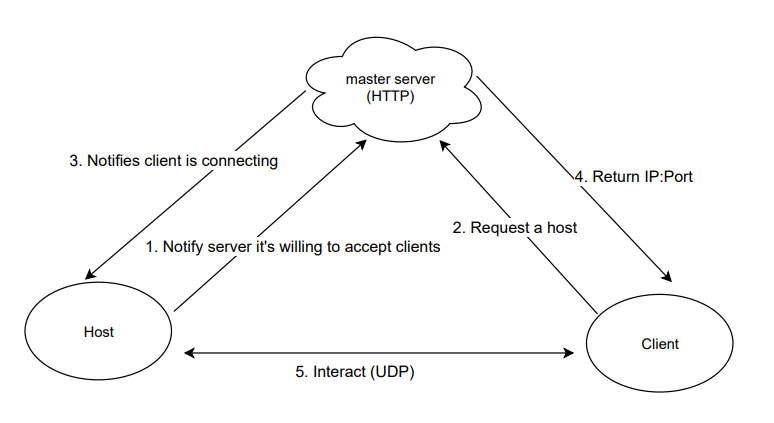 master server
(HTTP)
3. Notifies client is connecting
4. Return IP:Port
2. Request a host
1. Notify server it's willing to accept clients
Host
Client
5. Interact (UDP)